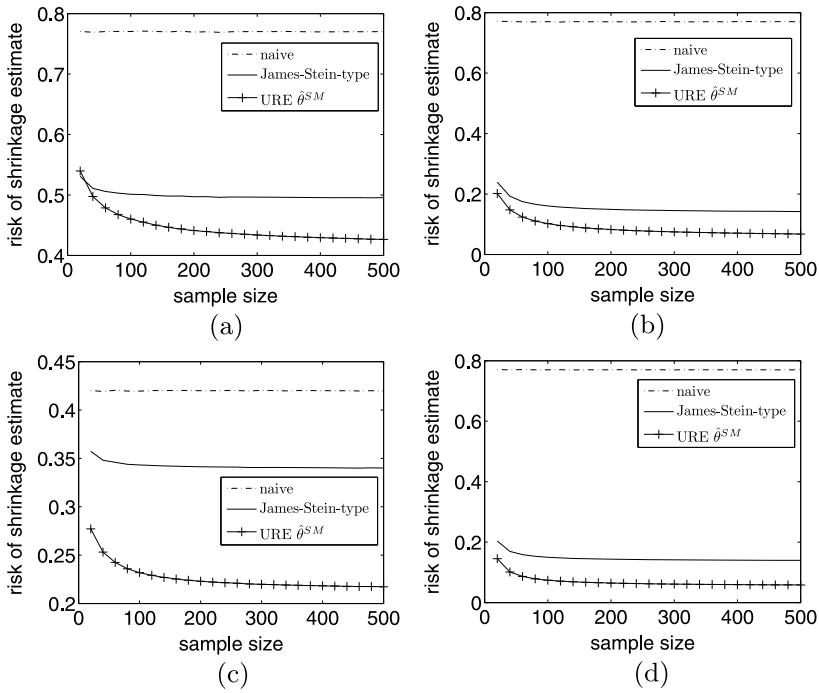 0.8
0.7
0.6
0.5
0.4
0 100 200 300 400 500
risk of shrinkage estimate
sample size
naive
James-Stein-type
URE θ̂^{SM}
(a)
0.8
0.6
0.4
0.2
0
0 100 200 300 400 500
risk of shrinkage estimate
sample size
naive
James-Stein-type
URE θ̂^{SM}
(b)
0.45
0.4
0.35
0.3
0.25
0.2
0 100 200 300 400 500
risk of shrinkage estimate
sample size
naive
James-Stein-type
URE θ̂^{SM}
(c)
0.8
0.6
0.4
0.2
0
0 100 200 300 400 500
risk of shrinkage estimate
sample size
naive
James-Stein-type
URE θ̂^{SM}
(d)